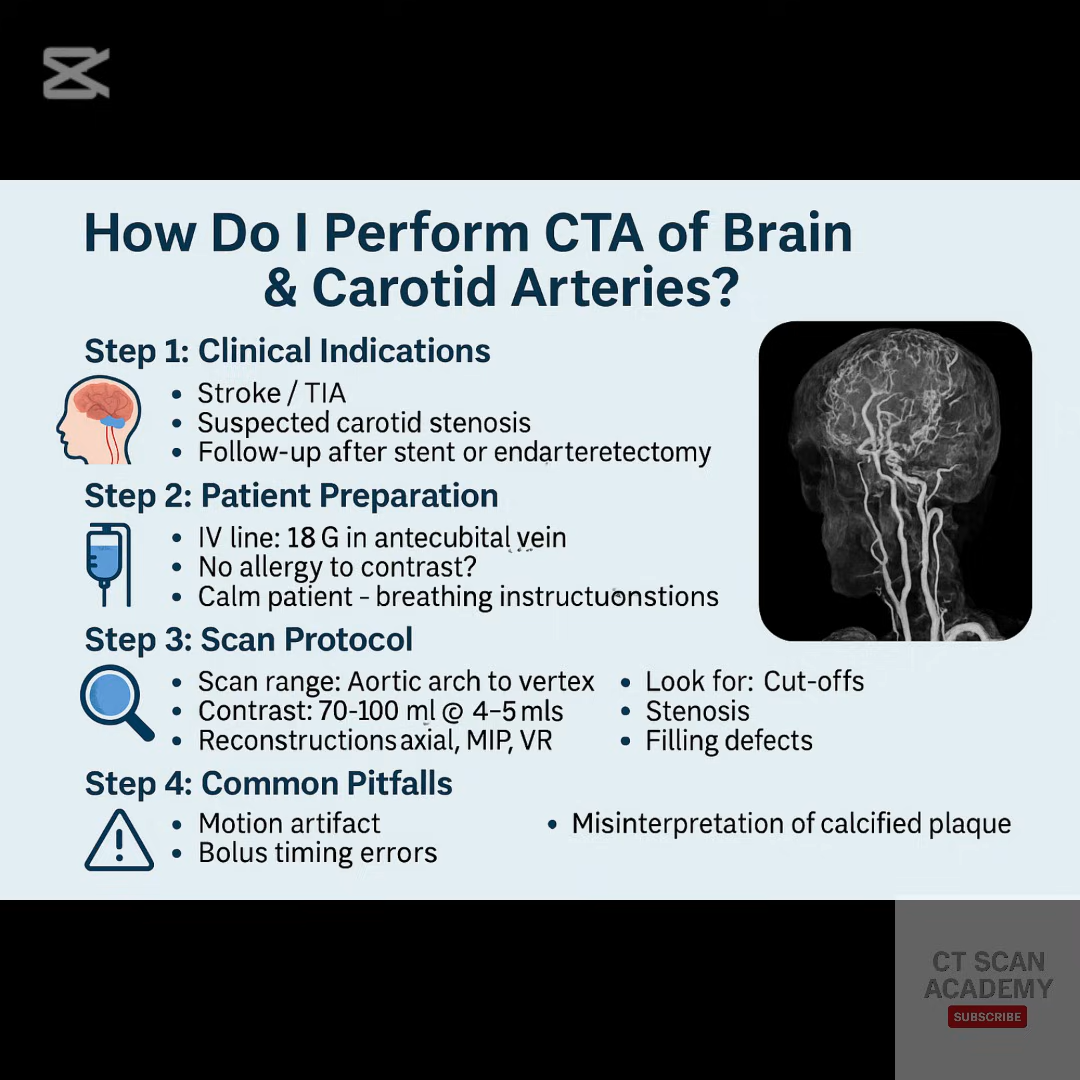 How Do I Perform CTA of Brain
& Carotid Arteries?
Step 1: Clinical Indications
• Stroke / TIA
• Suspected carotid stenosis
• Follow-up after stent or endarteretectomy
Step 2: Patient Preparation
• IV line: 18 G in antecubital vein
• No allergy to contrast?
• Calm patient - breathing instructuonstions
Step 3: Scan Protocol
• Scan range: Aortic arch to vertex
• Contrast: 70-100 ml @ 4–5 mls
• Reconstructions axial, MIP, VR
• Look for: Cut-offs
• Stenosis
• Filling defects
Step 4: Common Pitfalls
• Motion artifact
• Bolus timing errors
• Misinterpretation of calcified plaque
CT SCAN
ACADEMY
SUBSCRIBE